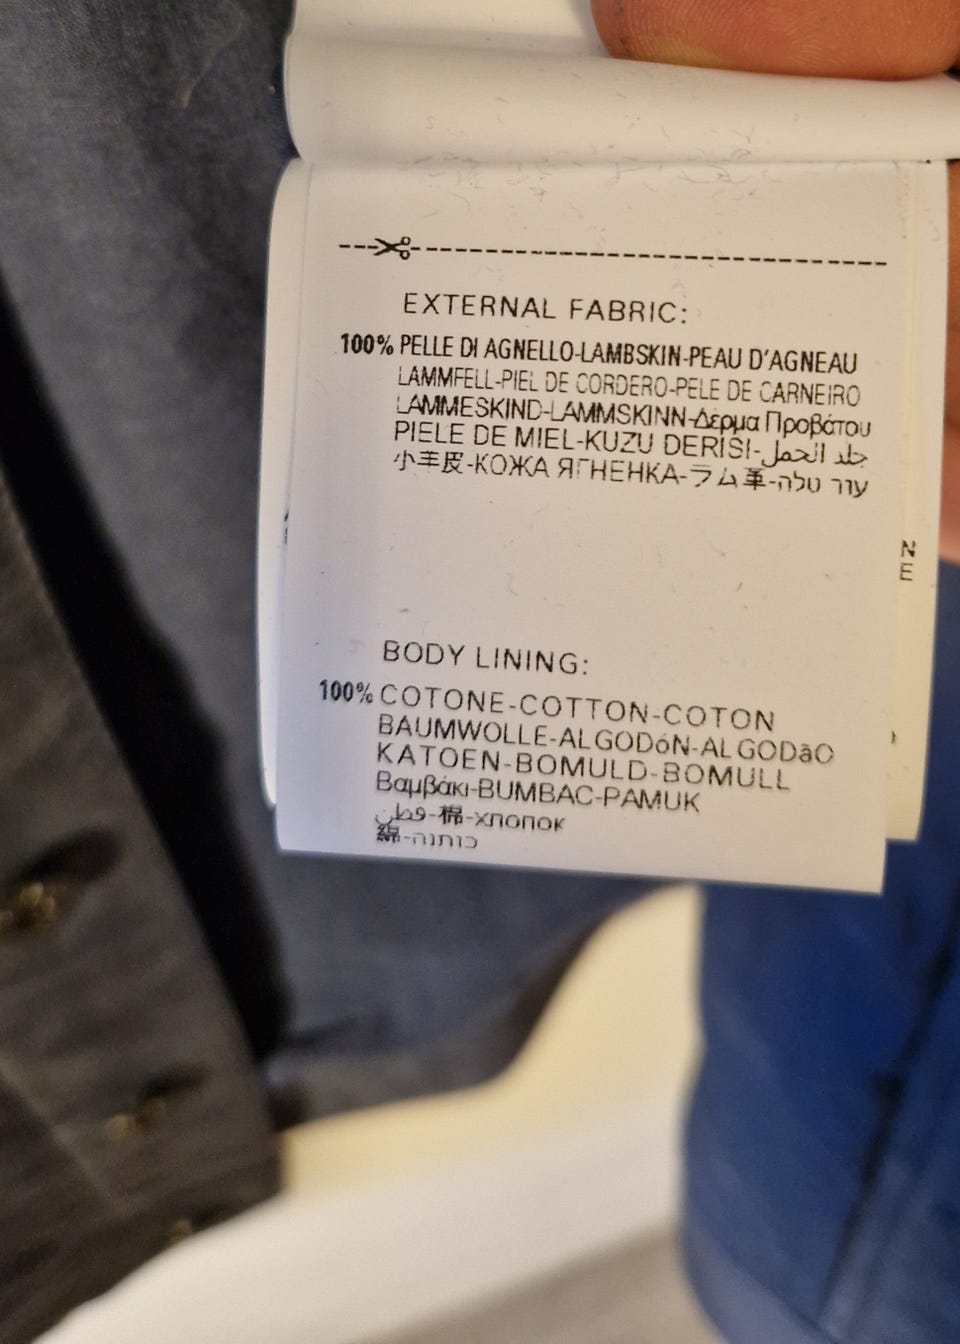 EXTERNAL FABRIC:
100% PELLE DI AGNELLO-LAMBSKIN-PEAU D'AGNEAU
LAMMFELL-PIEL DE CORDERO-PELE DE CARNEIRO
LAMMESKIND-LAMMSKINN-Δέρμα Προβάτου
PIELE DE MIEL-KUZU DERISI-جلد الحمل
小羊皮-КОЖА ЯГНЕНКА-ラム革-עור טלה
N
E
BODY LINING:
100% COTONE-COTTON-COTON
BAUMWOLLE-ALGODóN-ALGODãO
KATOEN-BOMULD-BOMULL
Βαμβάκι-BUMBAC-PAMUK
قطن-棉-хлопок
綿-כותנה